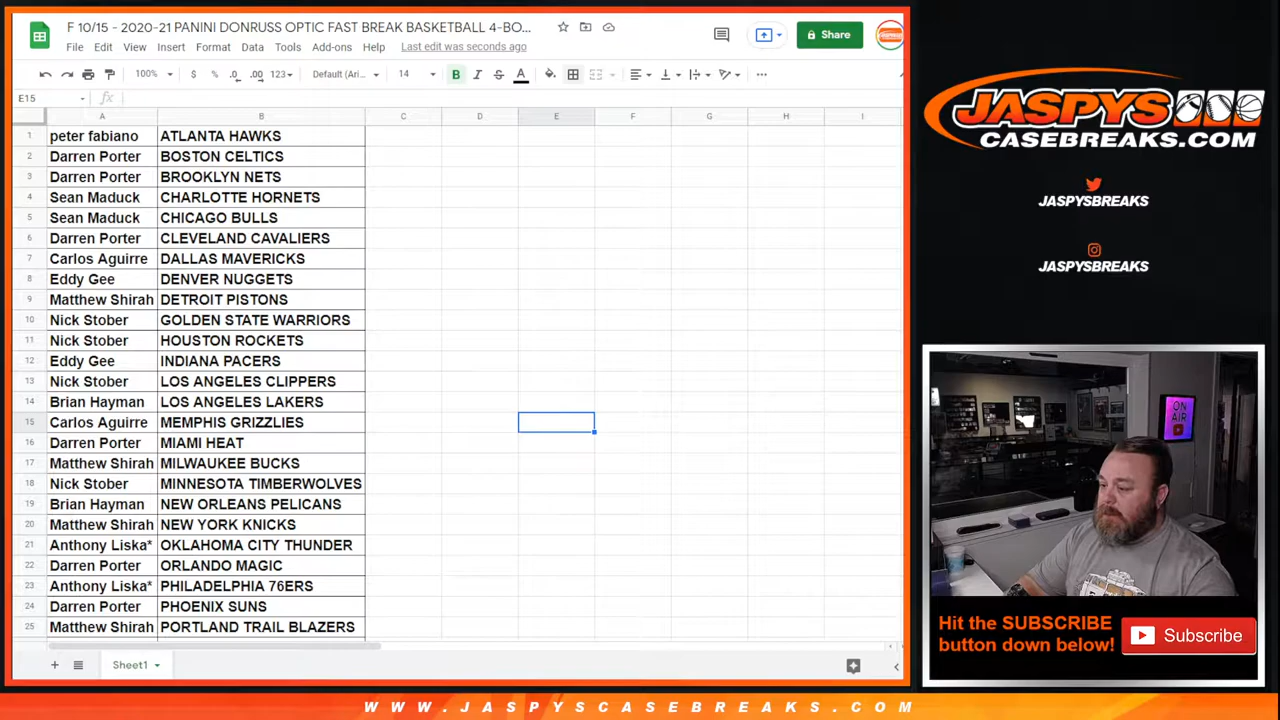 F 10/15 - 2020-21 PANINI DONRUSS OPTIC FAST BREAK BASKETBALL 4-BO...
File Edit View Insert Format Data Tools Add-ons Help Last edit was seconds ago
Share
100% $ % .0 .00 123 Default (Ari... 14 B I S A
E15 fx
A B C D E F G H I
1 peter fabiano ATLANTA HAWKS
2 Darren Porter BOSTON CELTICS
3 Darren Porter BROOKLYN NETS
4 Sean Maduck CHARLOTTE HORNETS
5 Sean Maduck CHICAGO BULLS
6 Darren Porter CLEVELAND CAVALIERS
7 Carlos Aguirre DALLAS MAVERICKS
8 Eddy Gee DENVER NUGGETS
9 Matthew Shirah DETROIT PISTONS
10 Nick Stober GOLDEN STATE WARRIORS
11 Nick Stober HOUSTON ROCKETS
12 Eddy Gee INDIANA PACERS
13 Nick Stober LOS ANGELES CLIPPERS
14 Brian Hayman LOS ANGELES LAKERS
15 Carlos Aguirre MEMPHIS GRIZZLIES
16 Darren Porter MIAMI HEAT
17 Matthew Shirah MILWAUKEE BUCKS
18 Nick Stober MINNESOTA TIMBERWOLVES
19 Brian Hayman NEW ORLEANS PELICANS
20 Matthew Shirah NEW YORK KNICKS
21 Anthony Liska* OKLAHOMA CITY THUNDER
22 Darren Porter ORLANDO MAGIC
23 Anthony Liska* PHILADELPHIA 76ERS
24 Darren Porter PHOENIX SUNS
25 Matthew Shirah PORTLAND TRAIL BLAZERS
Sheet1
JASPYS
CASEBREAKS.COM
JASPYSBREAKS
JASPYSBREAKS
ON AIR
Hit the SUBSCRIBE
button down below!
Subscribe
WWW.JASPYSCASEBREAKS.COM